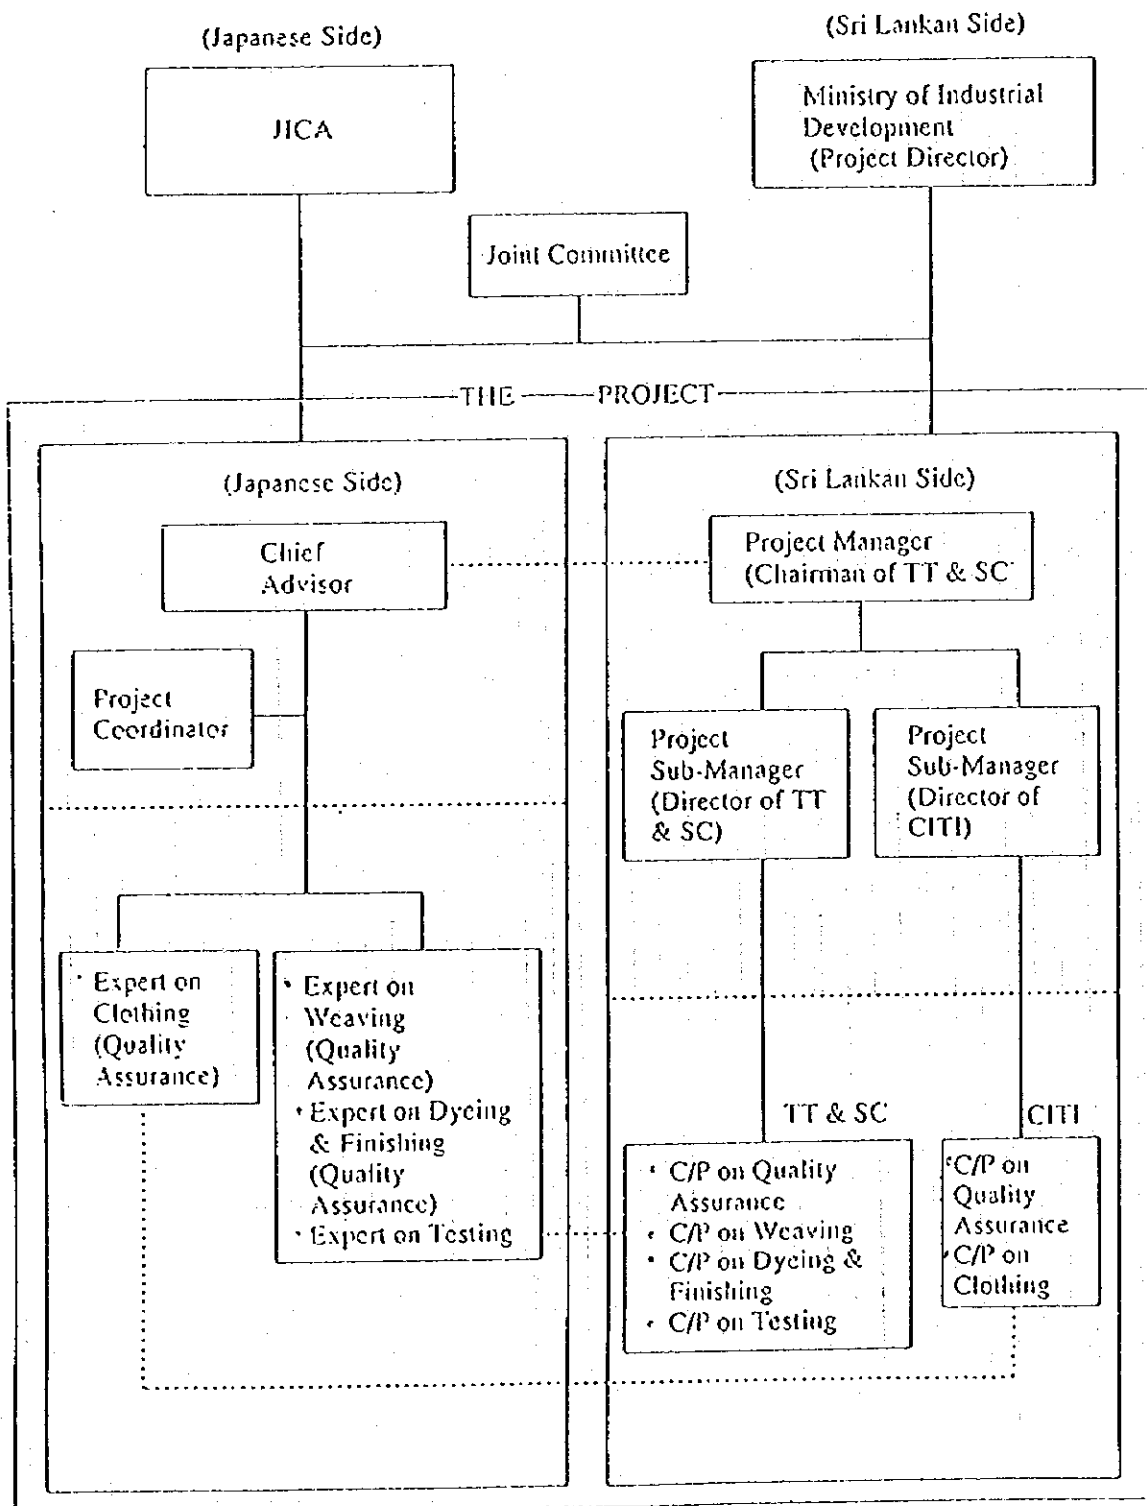 (Japanese Side)
(Sri Lankan Side)
JICA
Ministry of Industrial
Development
(Project Director)
Joint Committee
THE PROJECT
(Japanese Side)
Chief
Advisor
Project
Coordinator
• Expert on
Clothing
(Quality
Assurance)
• Expert on
Weaving
(Quality
Assurance)
• Expert on Dyeing
& Finishing
(Quality
Assurance)
• Expert on Testing
(Sri Lankan Side)
Project Manager
(Chairman of TT & SC
Project
Sub-Manager
(Director of TT
& SC)
Project
Sub-Manager
(Director of
CITI)
TT & SC
• C/P on Quality
Assurance
• C/P on Weaving
• C/P on Dyeing &
Finishing
• C/P on Testing
CITI
• C/P on
Quality
Assurance
• C/P on
Clothing